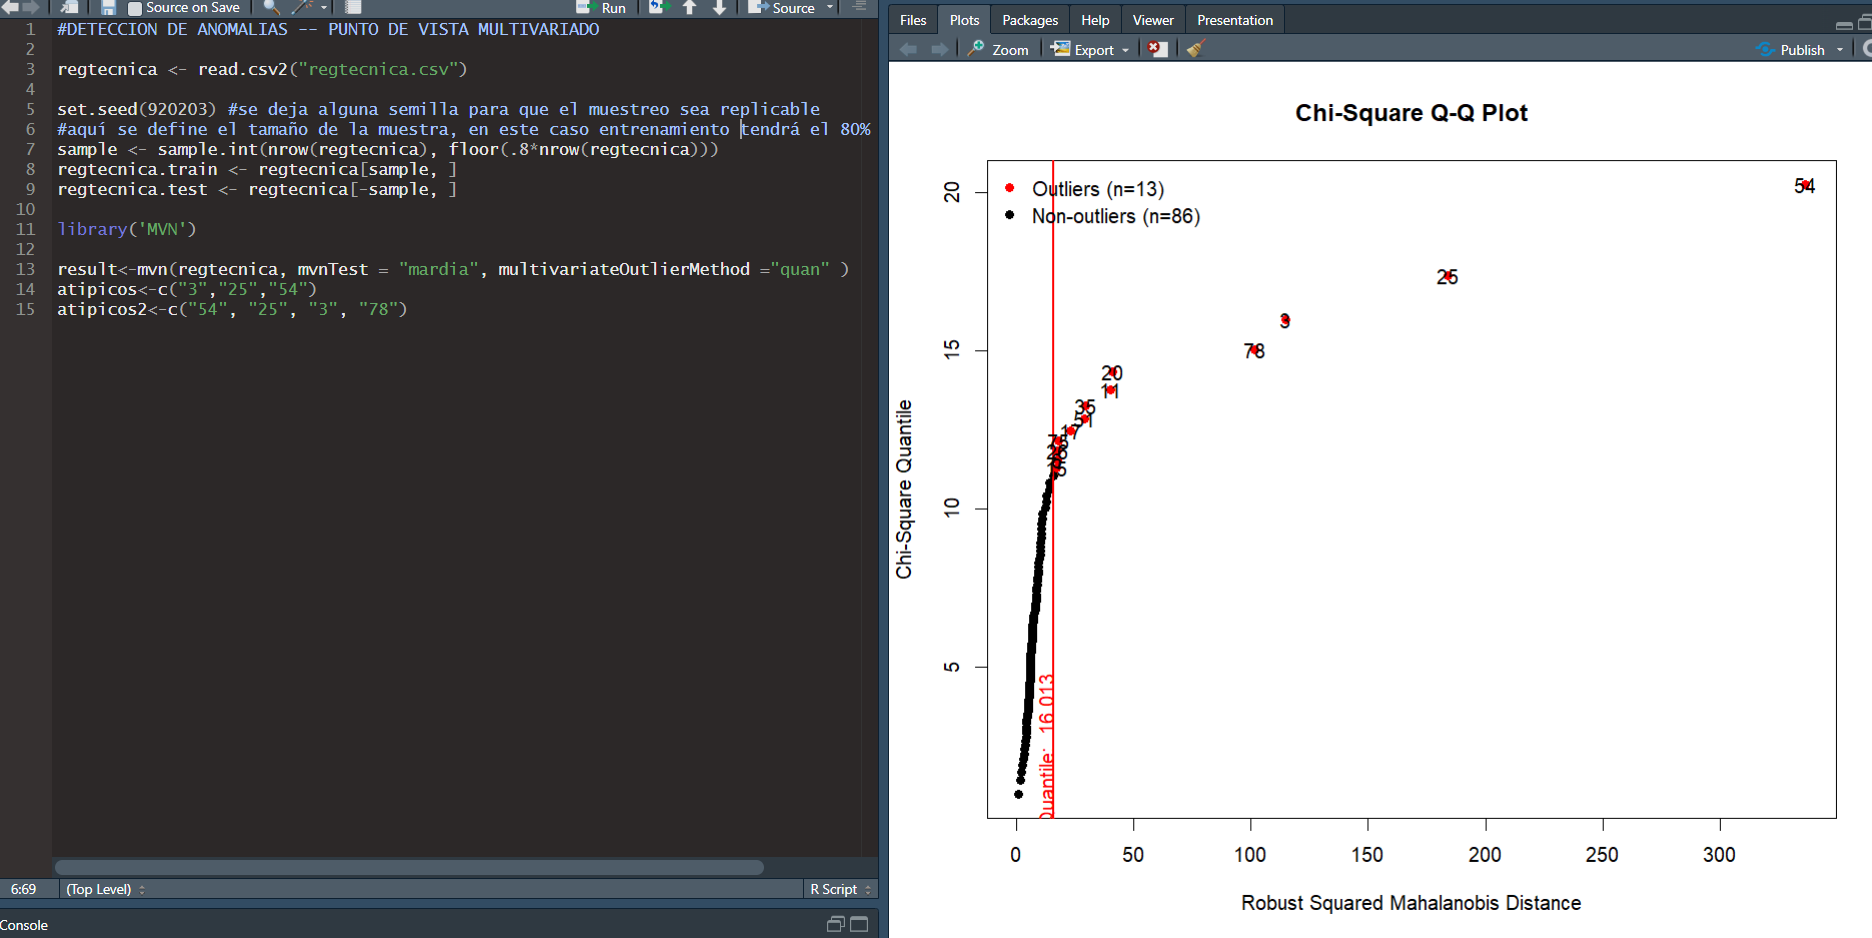 Source on Save
Run
Source
1 #DETECCION DE ANOMALIAS -- PUNTO DE VISTA MULTIVARIADO
2
3 regtecnica <- read.csv2("regtecnica.csv")
4
5 set.seed(920203) #se deja alguna semilla para que el muestreo sea replicable
6 #aquí se define el tamaño de la muestra, en este caso entrenamiento tendrá el 80%
7 sample <- sample.int(nrow(regtecnica), floor(.8*nrow(regtecnica)))
8 regtecnica.train <- regtecnica[sample, ]
9 regtecnica.test <- regtecnica[-sample, ]
10
11 library('MVN')
12
13 result<-mvn(regtecnica, mvnTest = "mardia", multivariateOutlierMethod ="quan" )
14 atipicos<-c("3","25","54")
15 atipicos2<-c("54", "25", "3", "78")
6:69 (Top Level) R Script
Console
Files Plots Packages Help Viewer Presentation
Zoom Export Publish
Chi-Square Q-Q Plot
Outliers (n=13)
Non-outliers (n=86)
54
25
3
78
20
11
35
51
17
Quantile: 16.013
Chi-Square Quantile
20
15
10
5
0 50 100 150 200 250 300
Robust Squared Mahalanobis Distance